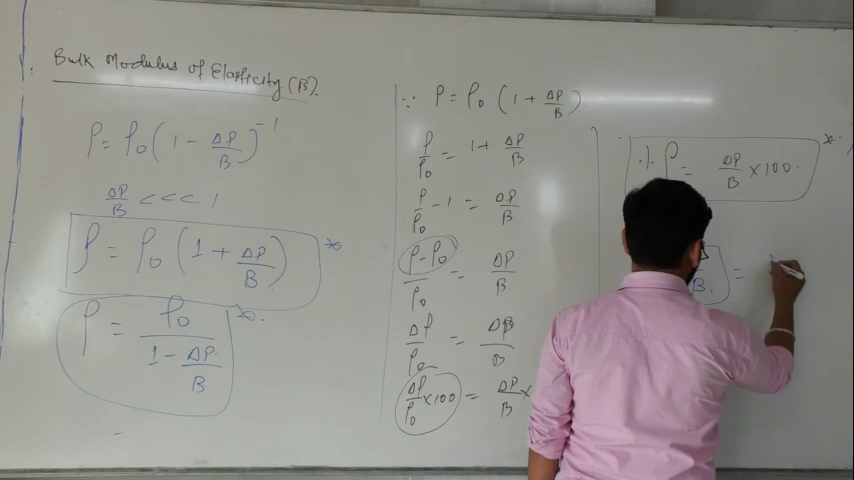 Bulk Modulus of Elasticity (B).
ρ = ρ₀ (1 − ΔP/B)⁻¹
ΔP/B <<< 1
ρ = ρ₀ (1 + ΔP/B) *
ρ = ρ₀/(1 − ΔP/B) *.
∵ ρ = ρ₀ (1 + ΔP/B)
ρ/ρ₀ = 1 + ΔP/B
ρ/ρ₀ − 1 = ΔP/B
(ρ − ρ₀)/ρ₀ = ΔP/B
Δρ/ρ₀ = ΔP/B
Δρ/ρ₀ × 100 = ΔP/B ×
.|. ρ = ΔP/B × 100. *
B. =